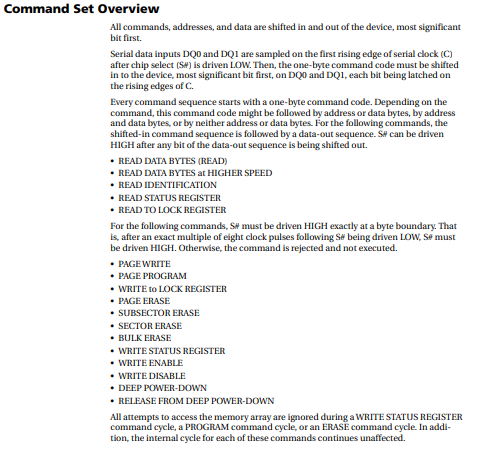 Command Set Overview
All commands, addresses, and data are shifted in and out of the device, most significant
bit first.
Serial data inputs DQ0 and DQ1 are sampled on the first rising edge of serial clock (C)
after chip select (S#) is driven LOW. Then, the one-byte command code must be shifted
in to the device, most significant bit first, on DQ0 and DQ1, each bit being latched on
the rising edges of C.
Every command sequence starts with a one-byte command code. Depending on the
command, this command code might be followed by address or data bytes, by address
and data bytes, or by neither address or data bytes. For the following commands, the
shifted-in command sequence is followed by a data-out sequence. S# can be driven
HIGH after any bit of the data-out sequence is being shifted out.
• READ DATA BYTES (READ)
• READ DATA BYTES at HIGHER SPEED
• READ IDENTIFICATION
• READ STATUS REGISTER
• READ TO LOCK REGISTER
For the following commands, S# must be driven HIGH exactly at a byte boundary. That
is, after an exact multiple of eight clock pulses following S# being driven LOW, S# must
be driven HIGH. Otherwise, the command is rejected and not executed.
• PAGE WRITE
• PAGE PROGRAM
• WRITE to LOCK REGISTER
• PAGE ERASE
• SUBSECTOR ERASE
• SECTOR ERASE
• BULK ERASE
• WRITE STATUS REGISTER
• WRITE ENABLE
• WRITE DISABLE
• DEEP POWER-DOWN
• RELEASE FROM DEEP POWER-DOWN
All attempts to access the memory array are ignored during a WRITE STATUS REGISTER
command cycle, a PROGRAM command cycle, or an ERASE command cycle. In addi-
tion, the internal cycle for each of these commands continues unaffected.